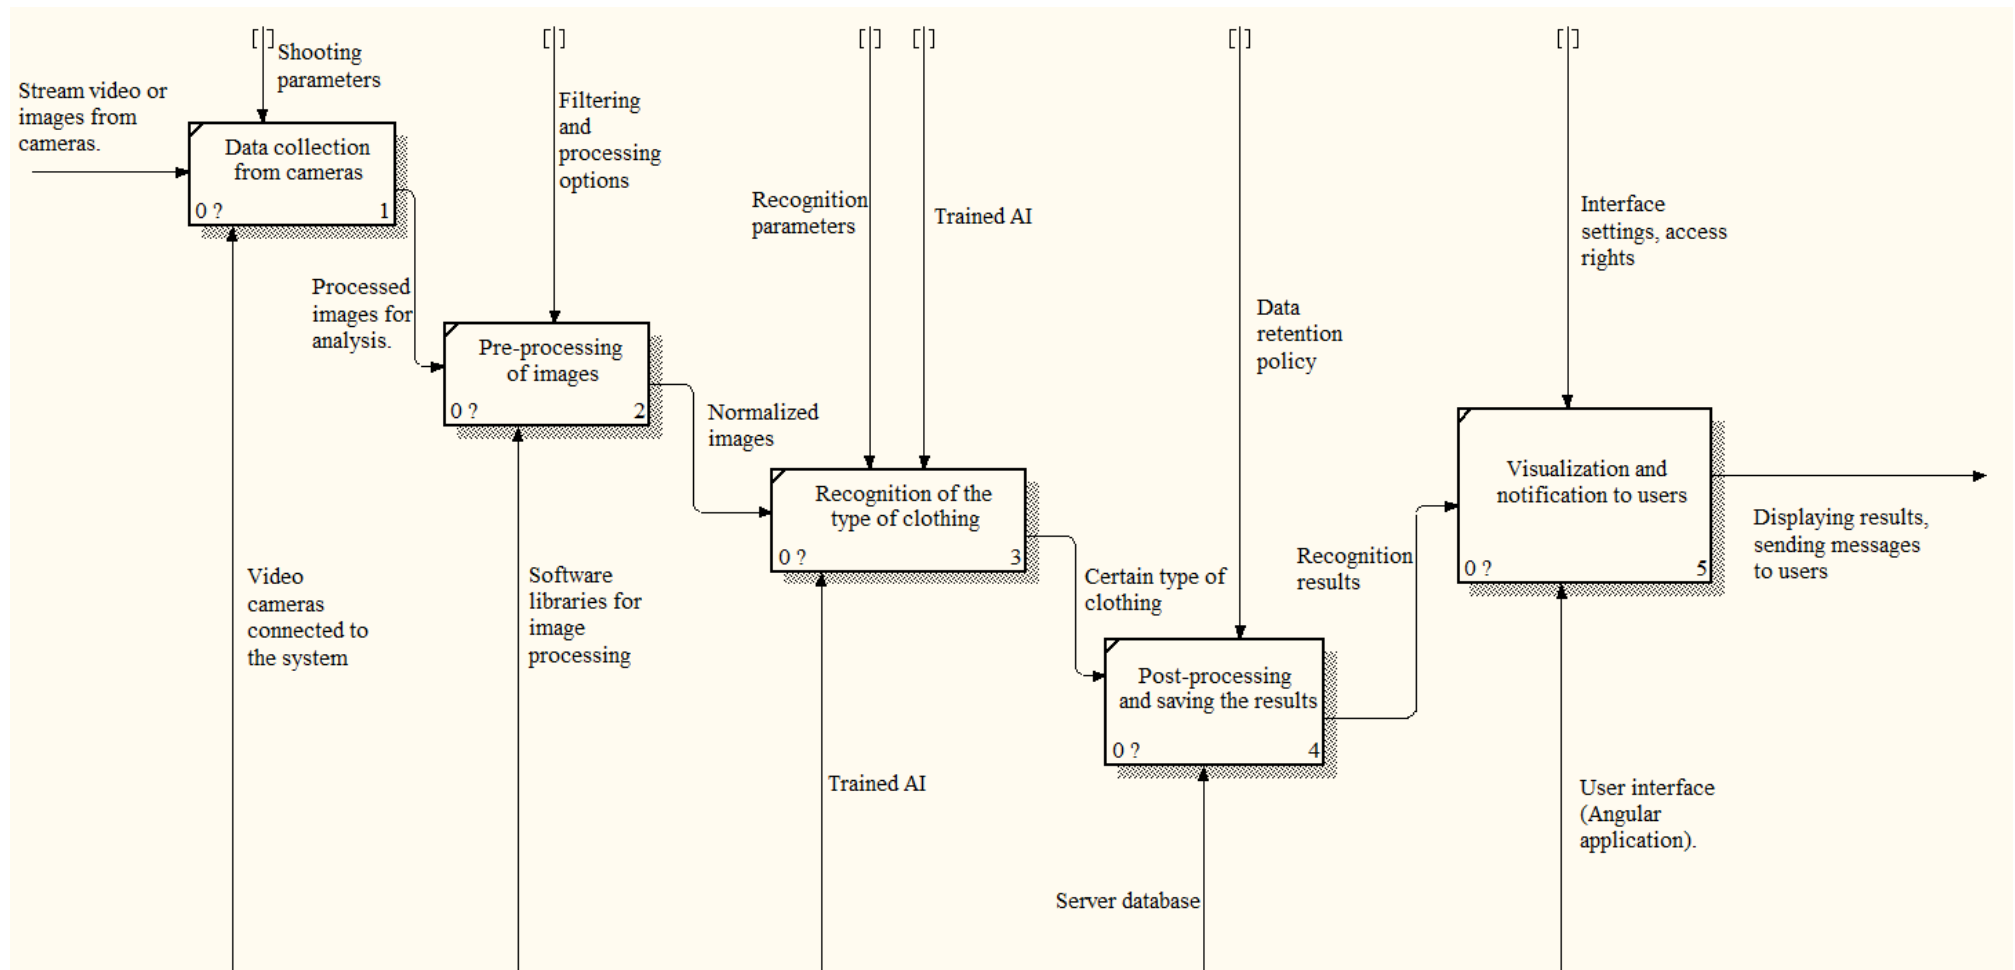 Stream video or
images from
cameras.
[ ]
Shooting
parameters
Data collection
from cameras
0 ?
1
Video
cameras
connected to
the system
Processed
images for
analysis.
[ ]
Filtering
and
processing
options
Pre-processing
of images
0 ?
2
Software
libraries for
image
processing
Normalized
images
[ ]
Recognition
parameters
[ ]
Trained AI
Recognition of the
type of clothing
0 ?
3
Trained AI
Certain type of
clothing
[ ]
Data
retention
policy
Post-processing
and saving the results
0 ?
4
Server database
Recognition
results
[ ]
Interface
settings, access
rights
Visualization and
notification to users
0 ?
5
User interface
(Angular
application).
Displaying results,
sending messages
to users